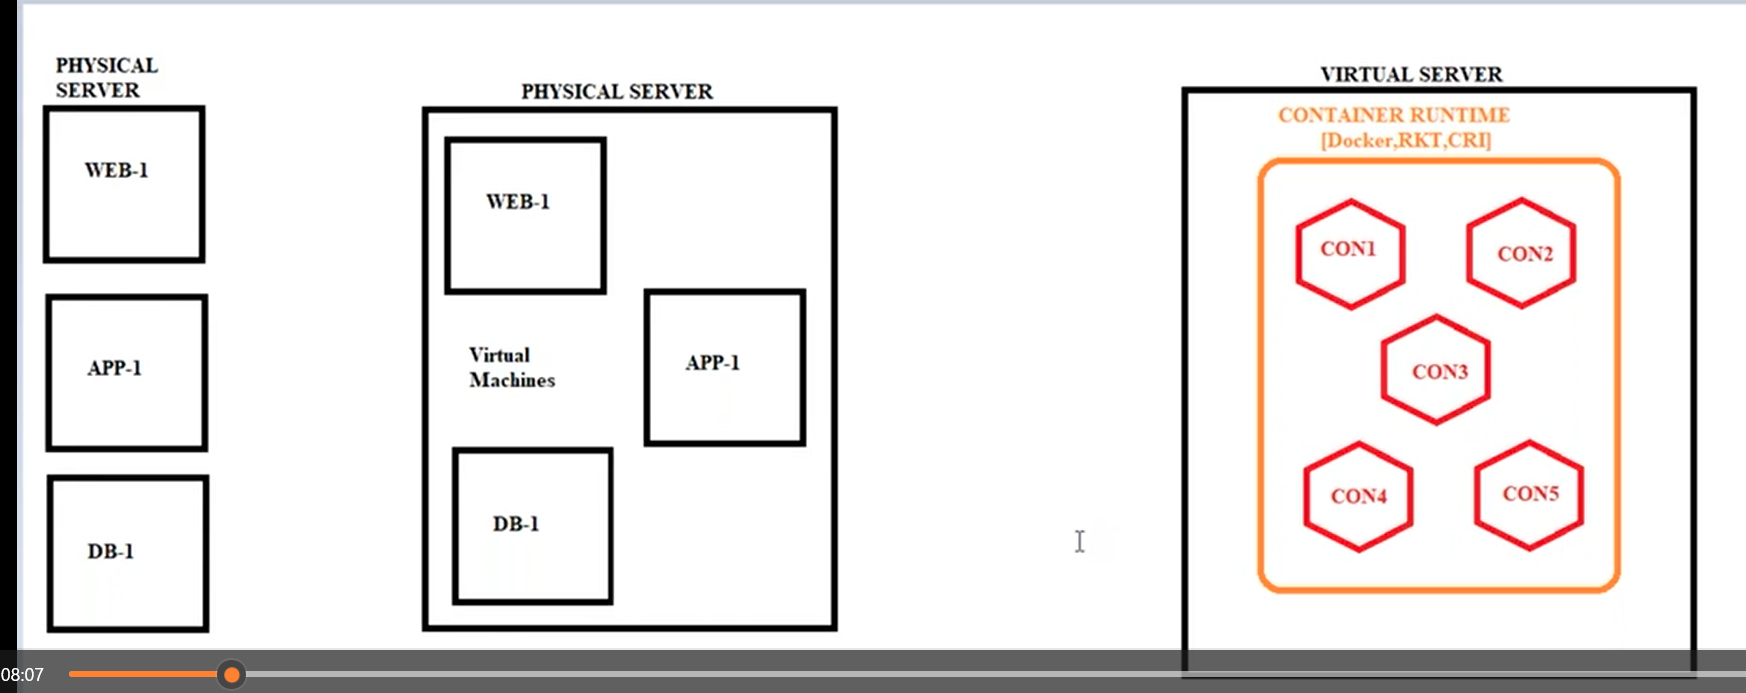 PHYSICAL
SERVER
WEB-1
APP-1
DB-1
PHYSICAL SERVER
WEB-1
Virtual
Machines
APP-1
DB-1
VIRTUAL SERVER
CONTAINER RUNTIME
[Docker,RKT,CRI]
CON1
CON2
CON3
CON4
CON5
08:07